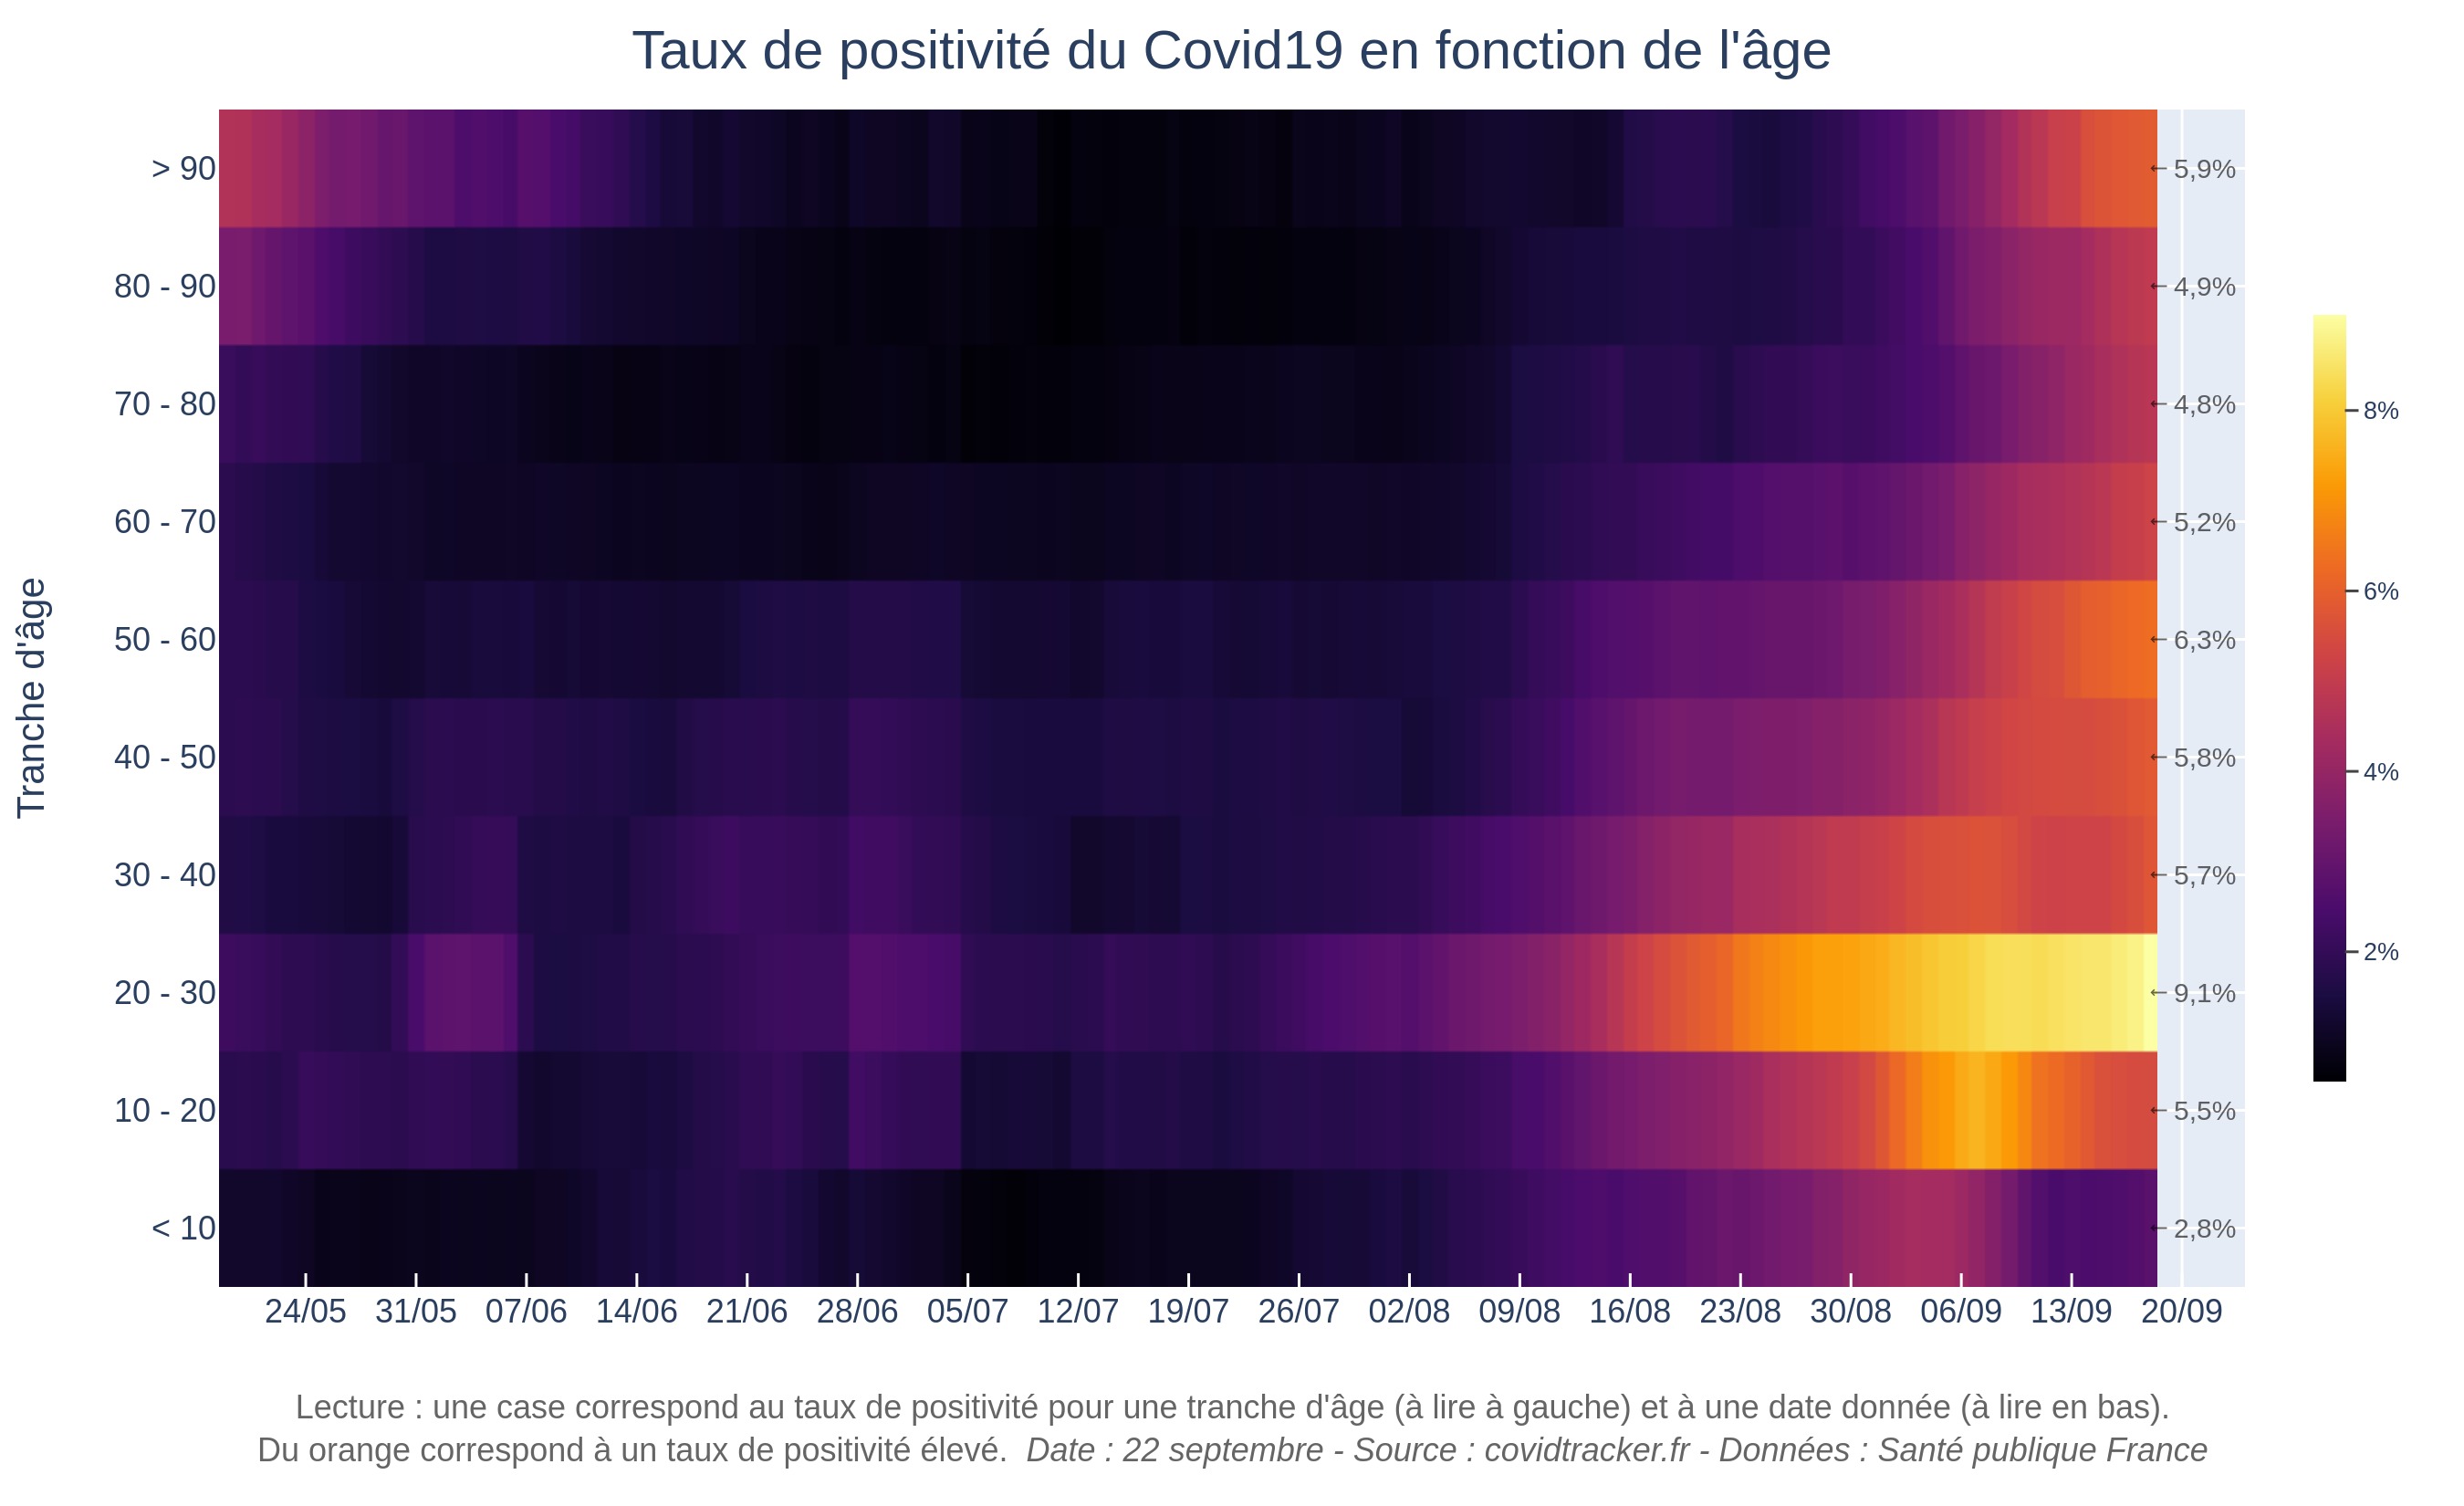 Taux de positivité du Covid19 en fonction de l'âge
Tranche d'âge
> 90
80 - 90
70 - 80
60 - 70
50 - 60
40 - 50
30 - 40
20 - 30
10 - 20
< 10
5,9%
4,9%
4,8%
5,2%
6,3%
5,8%
5,7%
9,1%
5,5%
2,8%
8%
6%
4%
2%
24/05 31/05 07/06 14/06 21/06 28/06 05/07 12/07 19/07 26/07 02/08 09/08 16/08 23/08 30/08 06/09 13/09 20/09
Lecture : une case correspond au taux de positivité pour une tranche d'âge (à lire à gauche) et à une date donnée (à lire en bas).
Du orange correspond à un taux de positivité élevé. Date : 22 septembre - Source : covidtracker.fr - Données : Santé publique France